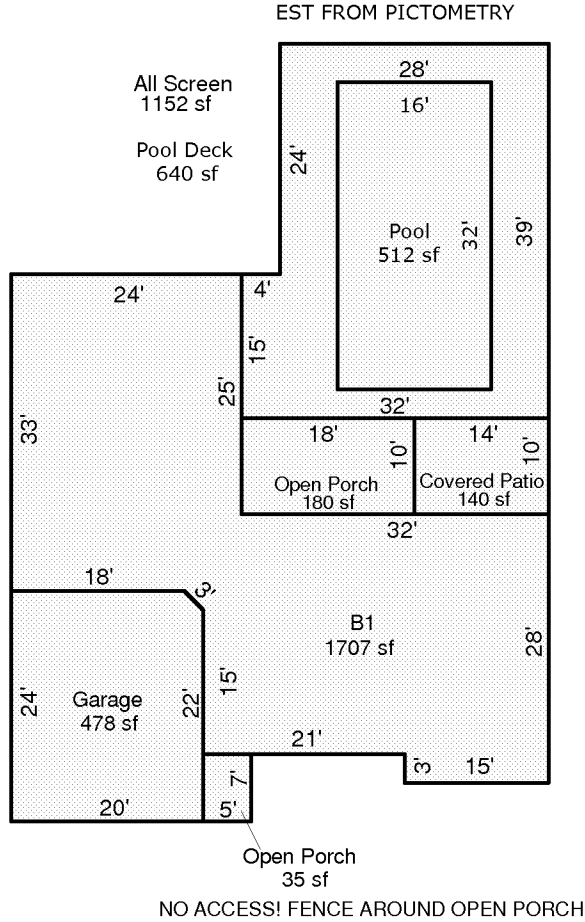 EST FROM PICTOMETRY
28'
All Screen
1152 sf
16'
Pool Deck
640 sf
24'
Pool
512 sf
32'
39'
24'
4'
15'
25'
32'
33'
18'
14'
10'
10'
Open Porch
180 sf
Covered Patio
140 sf
32'
18'
3'
B1
1707 sf
28'
Garage
478 sf
24'
22'
15'
21'
3'
15'
7'
20'
5'
Open Porch
35 sf
NO ACCESS! FENCE AROUND OPEN PORCH